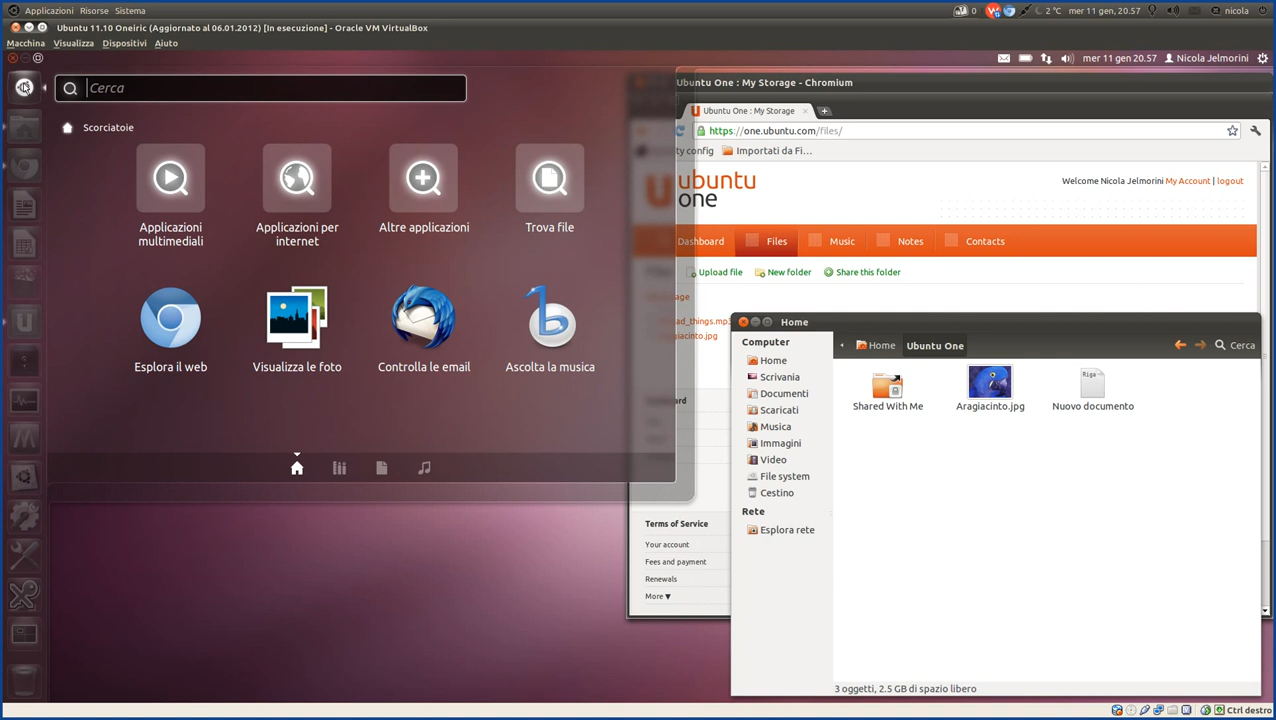 Applicazioni Risorse Sistema
0
2 °C mer 11 gen, 20.57 nicola
Ubuntu 11.10 Oneiric (Aggiornato al 06.01.2012) [In esecuzione] - Oracle VM VirtualBox
Macchina Visualizza Dispositivi Aiuto
mer 11 gen 20.57 Nicola Jelmorini
Cerca
Scorciatoie
Applicazioni multimediali
Applicazioni per internet
Altre applicazioni
Trova file
Esplora il web
Visualizza le foto
Controlla le email
Ascolta la musica
Ubuntu One : My Storage - Chromium
Ubuntu One : My Storage
https://one.ubuntu.com/files/
config Importati da Fi...
ubuntu
one
Welcome Nicola Jelmorini My Account | logout
Dashboard Files Music Notes Contacts
Upload file New folder Share this folder
Terms of Service
Your account
Fees and payment
Renewals
More ▼
Home
Computer
Home
Scrivania
Documenti
Scaricati
Musica
Immagini
Video
File system
Cestino
Rete
Esplora rete
Home Ubuntu One Cerca
Riga
Shared With Me
Aragiacinto.jpg
Nuovo documento
3 oggetti, 2.5 GB di spazio libero
Ctrl destro